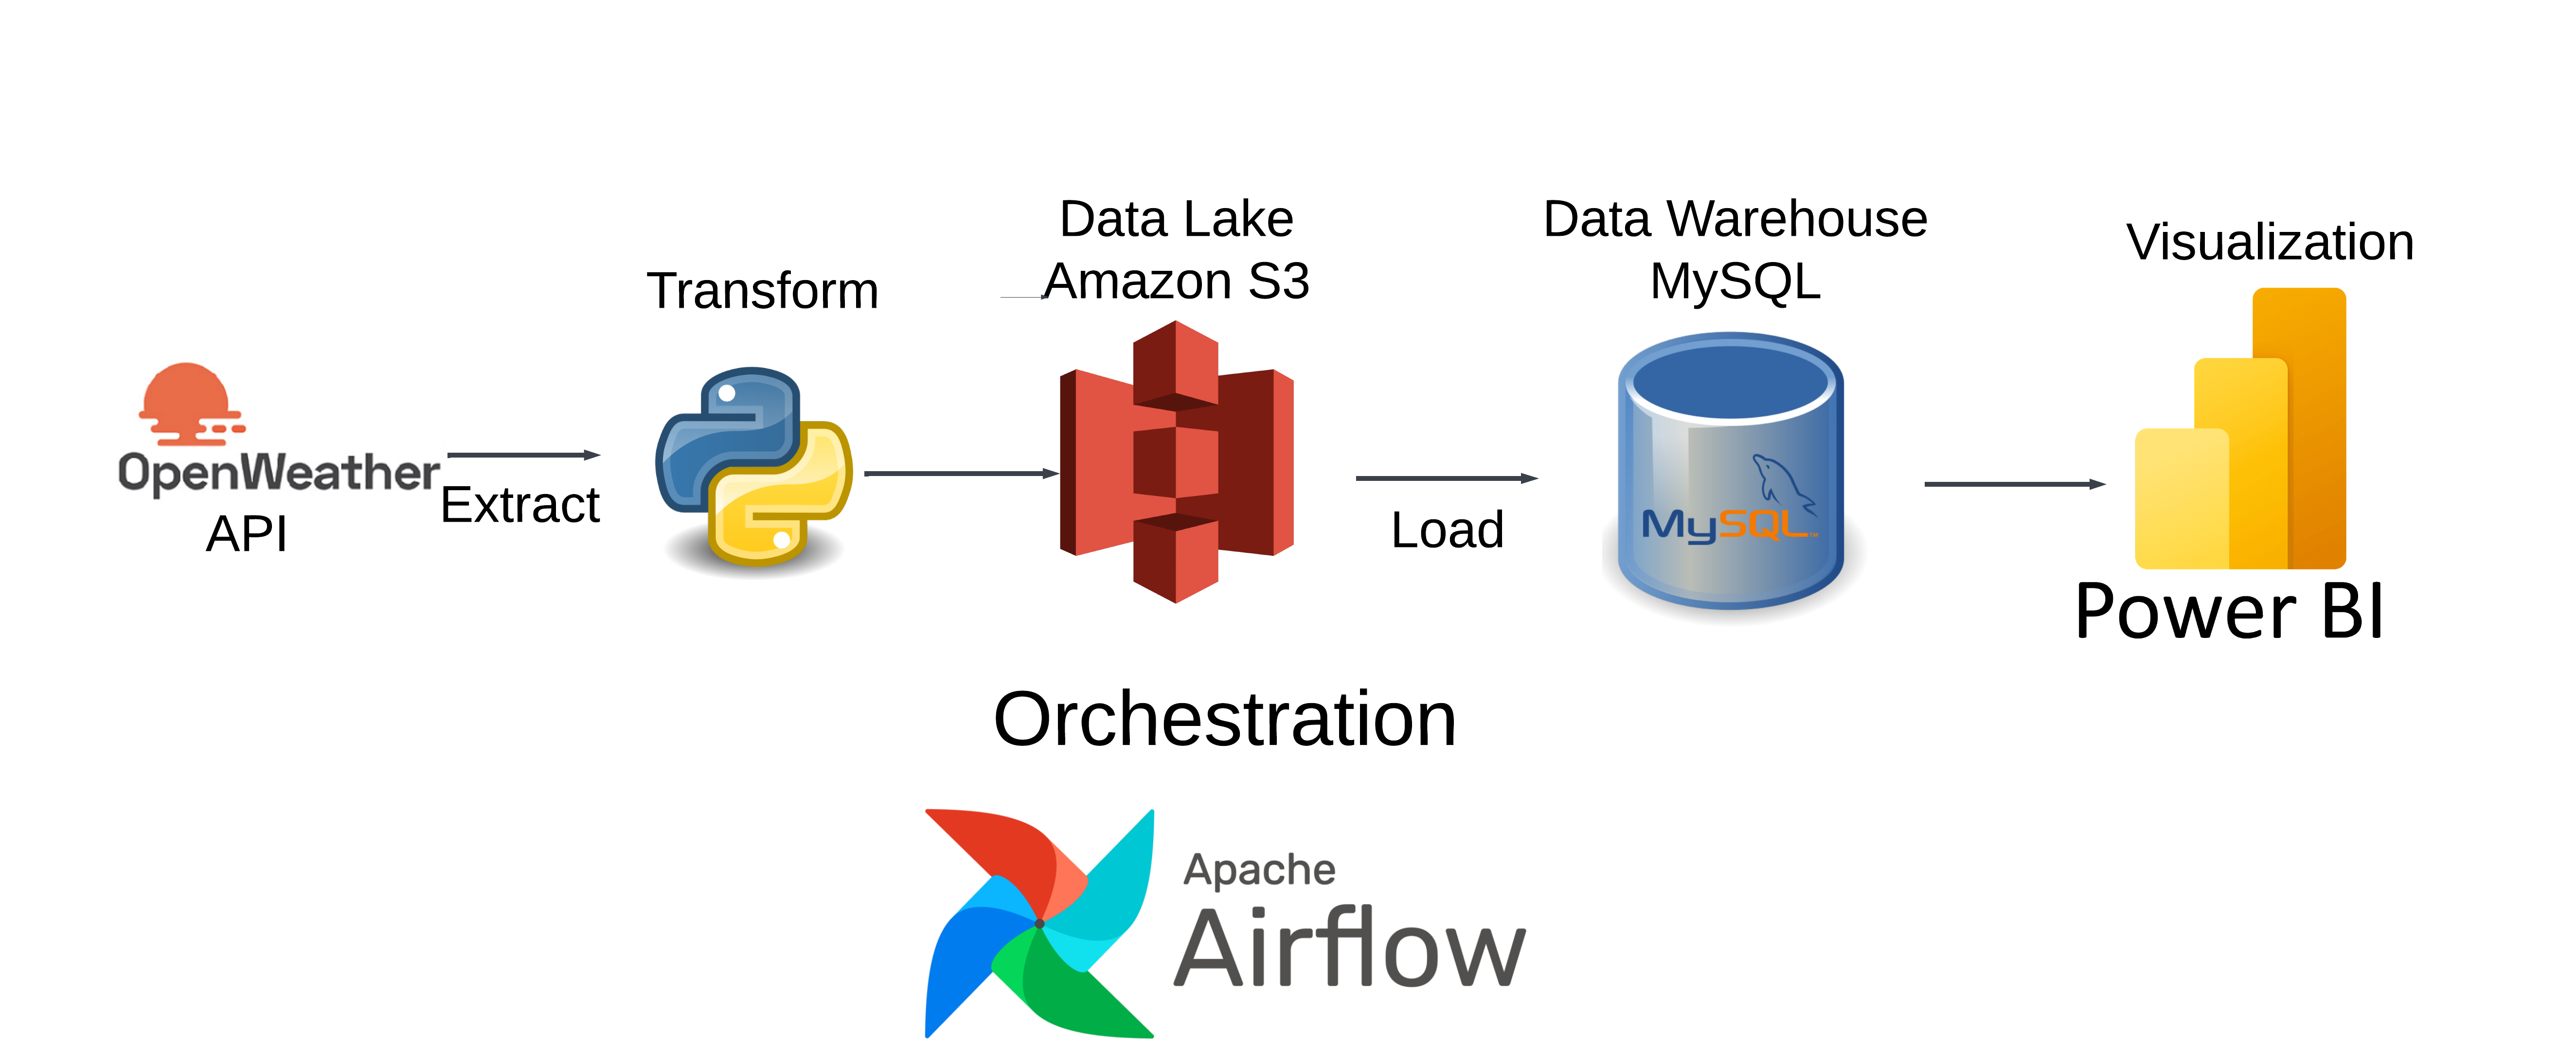 OpenWeather
API
Extract
Transform
Data Lake
Amazon S3
Load
Data Warehouse
MySQL
MySQL
Visualization
Power BI
Orchestration
Apache
Airflow